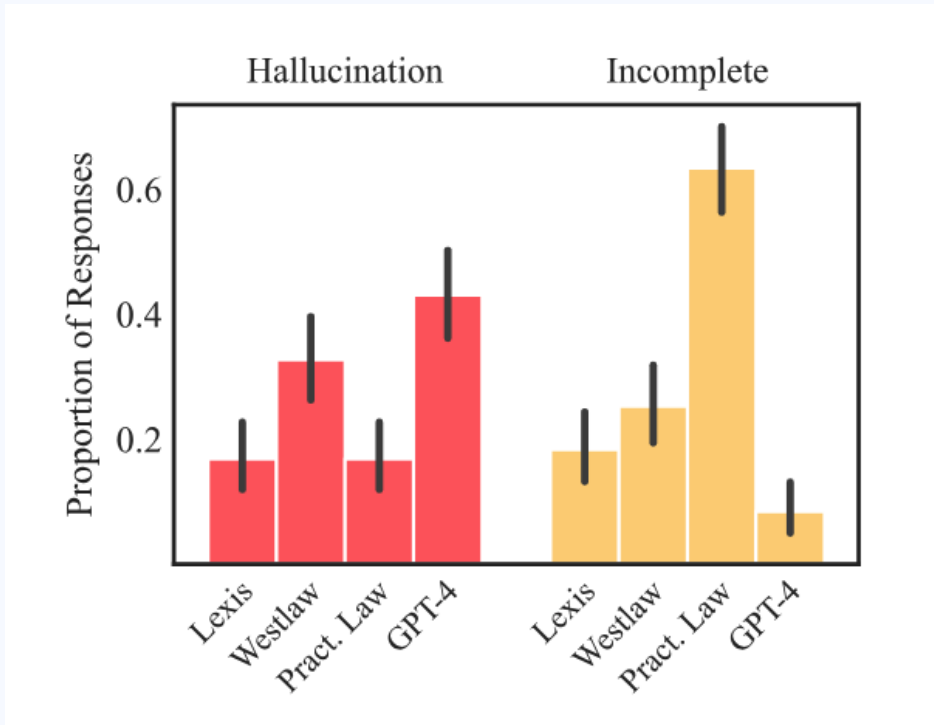 Hallucination
Incomplete
Proportion of Responses
0.6
0.4
0.2
Lexis
Westlaw
Pract. Law
GPT-4
Lexis
Westlaw
Pract. Law
GPT-4